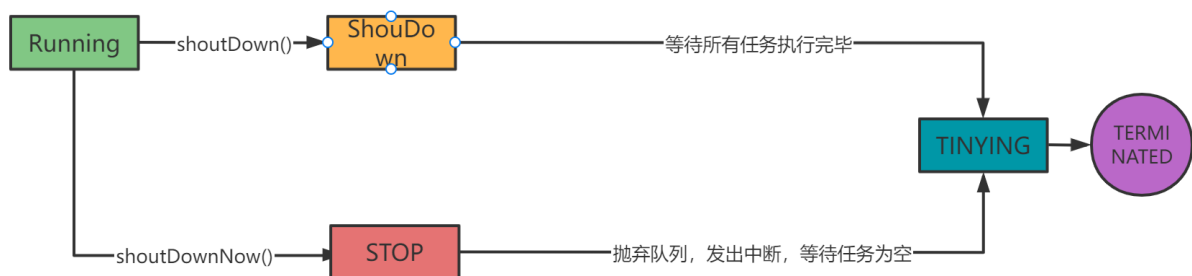 Running
shoutDown()
ShouDo
wn
等待所有任务执行完毕
TINYING
TERMI
NATED
shoutDownNow()
STOP
抛弃队列，发出中断，等待任务为空